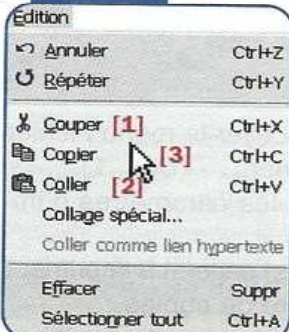 Edition
Annuler Ctrl+Z
Répéter Ctrl+Y
Couper [1] Ctrl+X
Copier [3] Ctrl+C
Coller [2] Ctrl+V
Collage spécial...
Coller comme lien hypertexte
Effacer Suppr
Sélectionner tout Ctrl+A